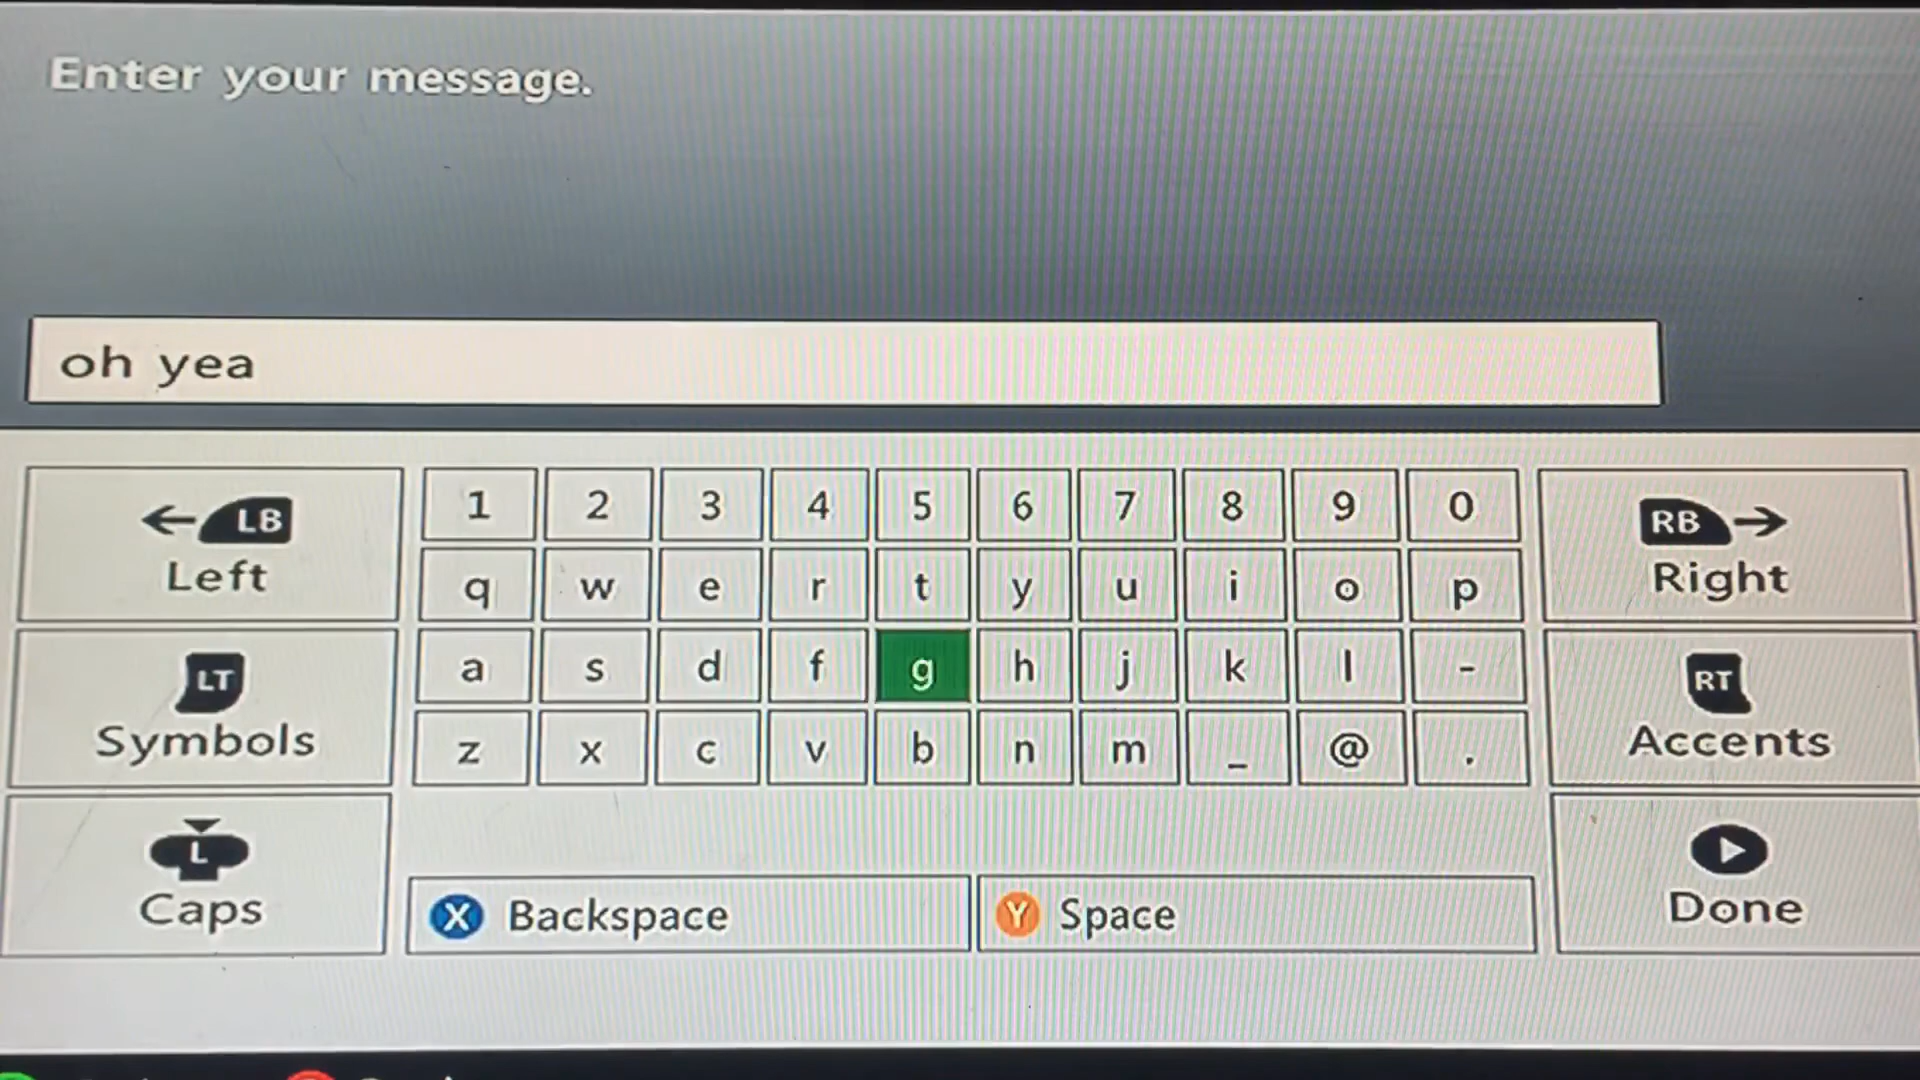 Enter your message.
oh yea
LB
Left
1 2 3 4 5 6 7 8 9 0
RB
Right
q w e r t y u i o p
LT
Symbols
a s d f g h j k l -
RT
Accents
z x c v b n m _ @ .
L
Caps
X Backspace
Y Space
Done